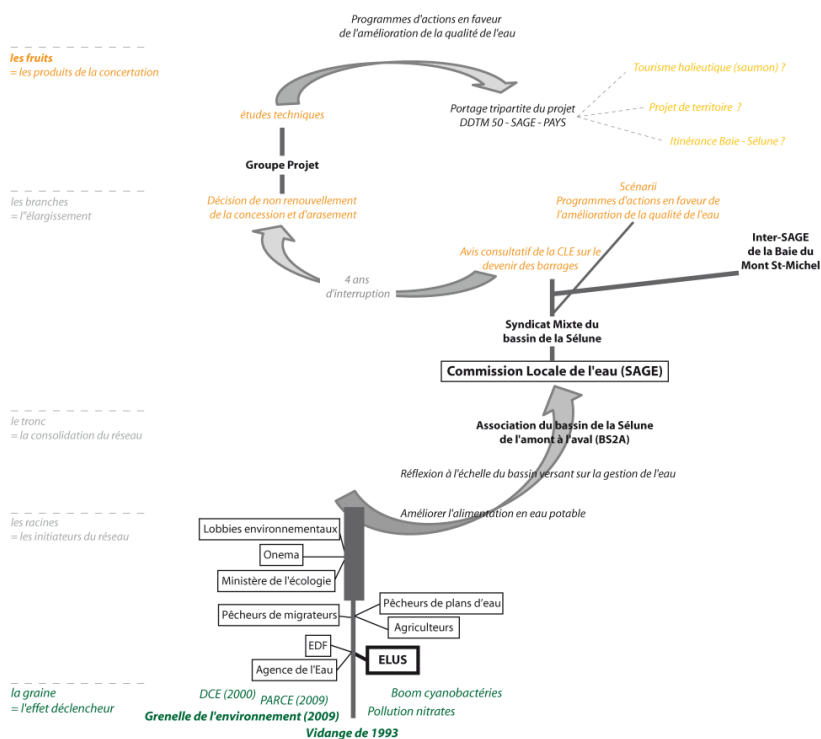 Programmes d'actions en faveur
de l'amélioration de la qualité de l'eau
les fruits
= les produits de la concertation
Tourisme halieutique (saumon) ?
études techniques
Portage tripartite du projet
DDTM 50 - SAGE - PAYS
Projet de territoire ?
Itinérance Baie - Sélune ?
Groupe Projet
les branches
= l"élargissement
Décision de non renouvellement
de la concession et d'arasement
Scénarii
Programmes d'actions en faveur de
l'amélioration de la qualité de l'eau
Inter-SAGE
de la Baie du
Mont St-Michel
Avis consultatif de la CLE sur le
devenir des barrages
4 ans
d'interruption
Syndicat Mixte du
bassin de la Sélune
Commission Locale de l'eau (SAGE)
le tronc
= la consolidation du réseau
Association du bassin de la Sélune
de l'amont à l'aval (BS2A)
Réflexion à l'échelle du bassin versant sur la gestion de l'eau
Améliorer l'alimentation en eau potable
les racines
= les initiateurs du réseau
Lobbies environnementaux
Onema
Ministère de l'écologie
Pêcheurs de migrateurs
Pêcheurs de plans d'eau
Agriculteurs
EDF
Agence de l'Eau
ELUS
la graine
= l'effet déclencheur
DCE (2000)
PARCE (2009)
Boom cyanobactéries
Grenelle de l'environnement (2009)
Pollution nitrates
Vidange de 1993